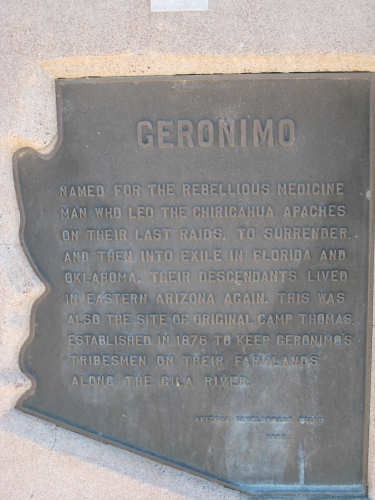 GERONIMO
NAMED FOR THE REBELLIOUS MEDICINE
MAN WHO LED THE CHIRICAHUA APACHES
ON THEIR LAST RAIDS, TO SURRENDER,
AND THEN INTO EXILE IN FLORIDA AND
OKLAHOMA. THEIR DESCENDANTS LIVED
IN EASTERN ARIZONA AGAIN. THIS WAS
ALSO THE SITE OF ORIGINAL CAMP THOMAS,
ESTABLISHED IN 1876 TO KEEP GERONIMO'S
TRIBESMEN ON THEIR FARMLANDS
ALONG THE GILA RIVER.